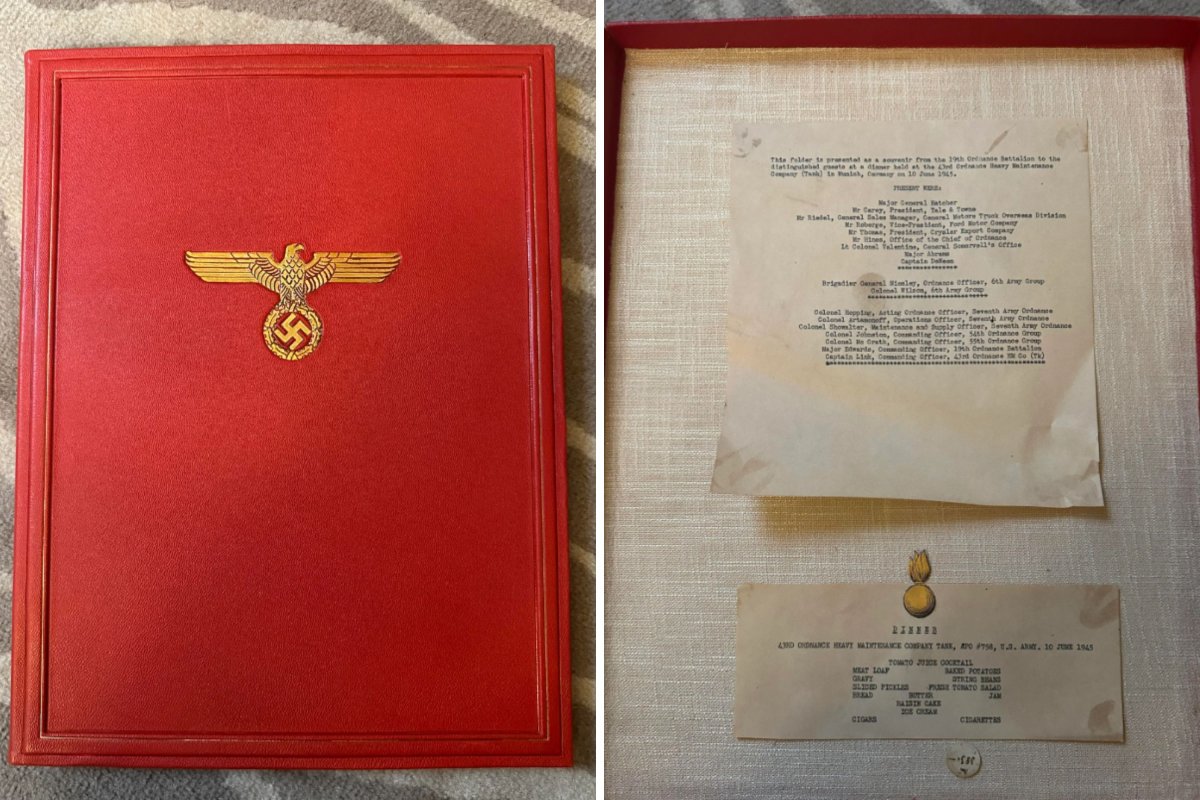 This folder is presented as a souvenir from the 19th Ordnance Battalion to the
distinguished guests at a dinner held at the 43rd Ordnance Heavy Maintenance
Company (Tank) in Munich, Germany on 10 June 1945.
PRESENT WERE:
Major General Hatcher
Mr Carey, President, Yale & Towne
Mr Riedel, General Sales Manager, General Motors Truck Overseas Division
Mr Roberge, Vice-President, Ford Motor Company
Mr Thomas, President, Crysler Export Company
Mr Hines, Office of the Chief of Ordnance
Lt Colonel Valentine, General Somervell's Office
Major Abrams
Captain
Brigadier General Niseley, Ordnance Officer, 6th Army Group
Colonel Wilson, 6th Army Group
Colonel Hopping, Acting Ordnance Officer, Seventh Army Ordnance
Colonel Artamonoff, Operations Officer, Seventh Army Ordnance
Colonel Showalter, Maintenance and Supply Officer, Seventh Army Ordnance
Colonel Johnston, Commanding Officer, 54th Ordnance Group
Colonel Mc Grath, Commanding Officer, 55th Ordnance Group
Major Edwards, Commanding Officer, 19th Ordnance Battalion
Captain Link, Commanding Officer, 43rd Ordnance HM Co (Tk)
DINNER
43RD ORDNANCE HEAVY MAINTENANCE COMPANY TANK, APO #758, U.S. ARMY. 10 JUNE 1945
TOMATO JUICE COCKTAIL
MEAT LOAF BAKED POTATOES
GRAVY STRING BEANS
SLICED PICKLES FRESH TOMATO SALAD
BREAD BUTTER JAM
RAISIN CAKE
ICE CREAM
CIGARS CIGARETTES